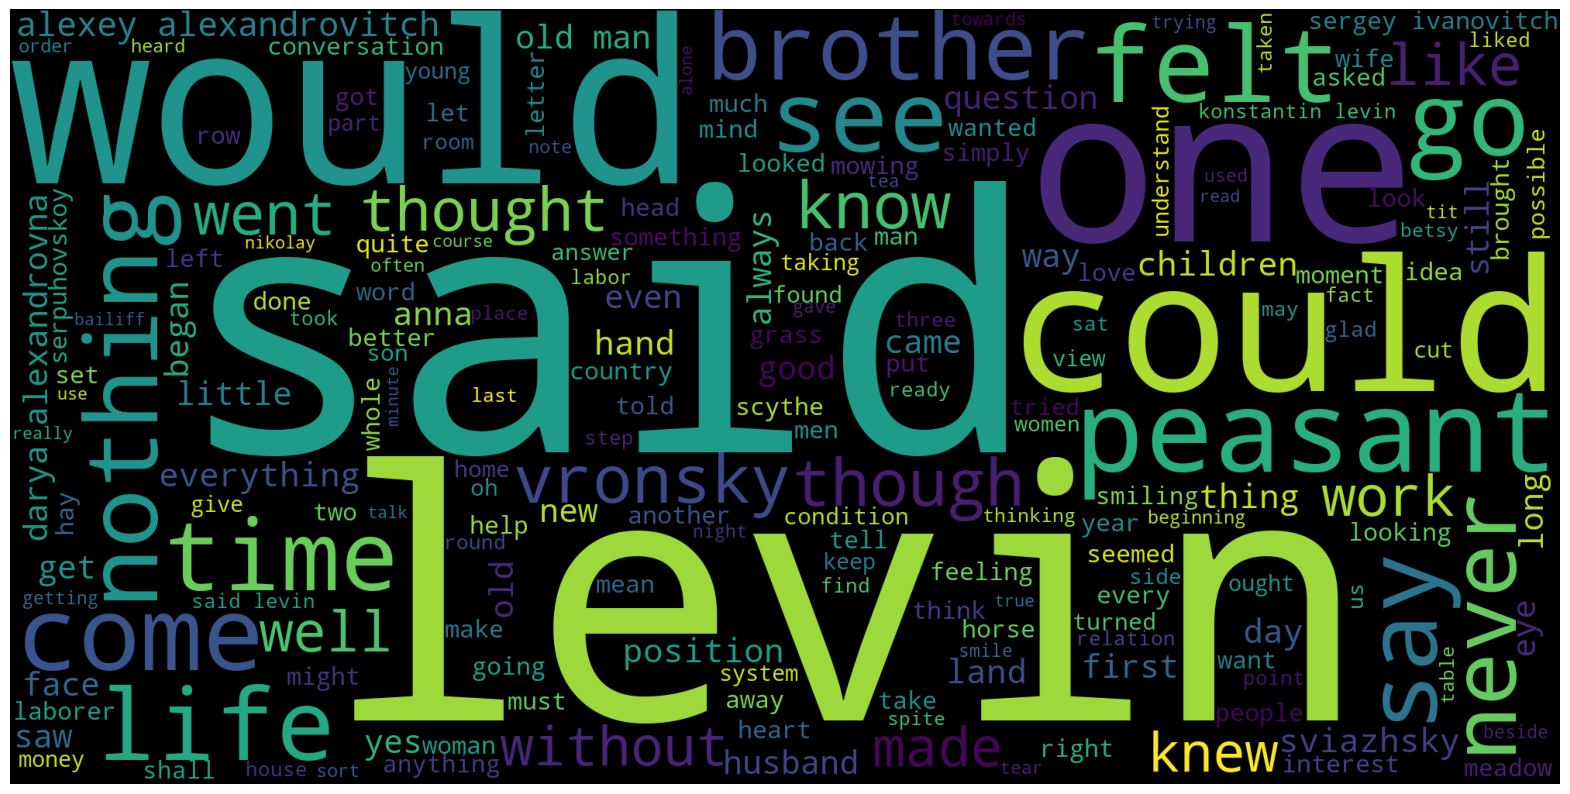 alexey alexandrovitch
order
heard
conversation
would
old man
young
letter
got
part
let
row
room
note
alone
brother
towards
much
mind
see
question
wanted
looked
mowing
simply
tea
felt
trying
taken
sergey ivanovitch
wife
liked
asked
like
konstantin levin
go
one
understand
used
read
look
still
brought
possible
tit
betsy
darya alexandrovna
serpuhovskoy
nothing
went
thought
nikolay
quite
course
left
often
head
something
answer
labor
know
always
back
man
taking
found
gave
way
love
children
moment
idea
fact
may
glad
sat
view
cut
could
said
bailiff
began
set
use
done
took
word
anna
better
son
place
even
hand
country
little
last
minute
whole
told
step
grass
good
came
three
put
ready
scythe
men
tried
women
peasant
really
hay
everything
give
two
talk
home
oh
vronsky
though
help
new
another
night
condition
thinking
smiling
thing
work
year
beginning
long
looking
never
time
get
getting
said levin
round
old
mean
tell
keep
find
feeling
seemed
think
true
side
every
ought
us
say
eye
come
well
make
going
levin
position
system
horse
smile
turned
relation
land
first
day
want
point
table
face
laborer
saw
money
life
might
must
away
take
spite
people
shall
house
sort
yes
woman
anything
without
heart
husband
tear
made
right
knew
sviazhsky
interest
beside
meadow